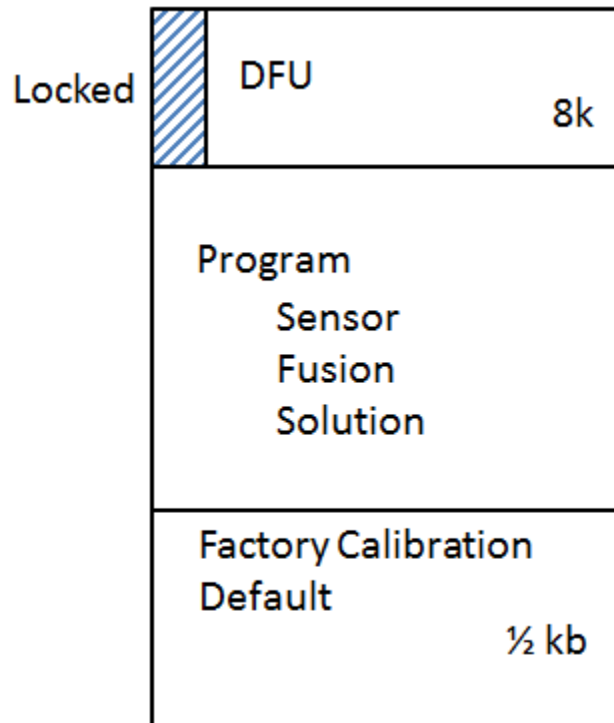 Locked
DFU
8k
Program
Sensor
Fusion
Solution
Factory Calibration
Default
½ kb